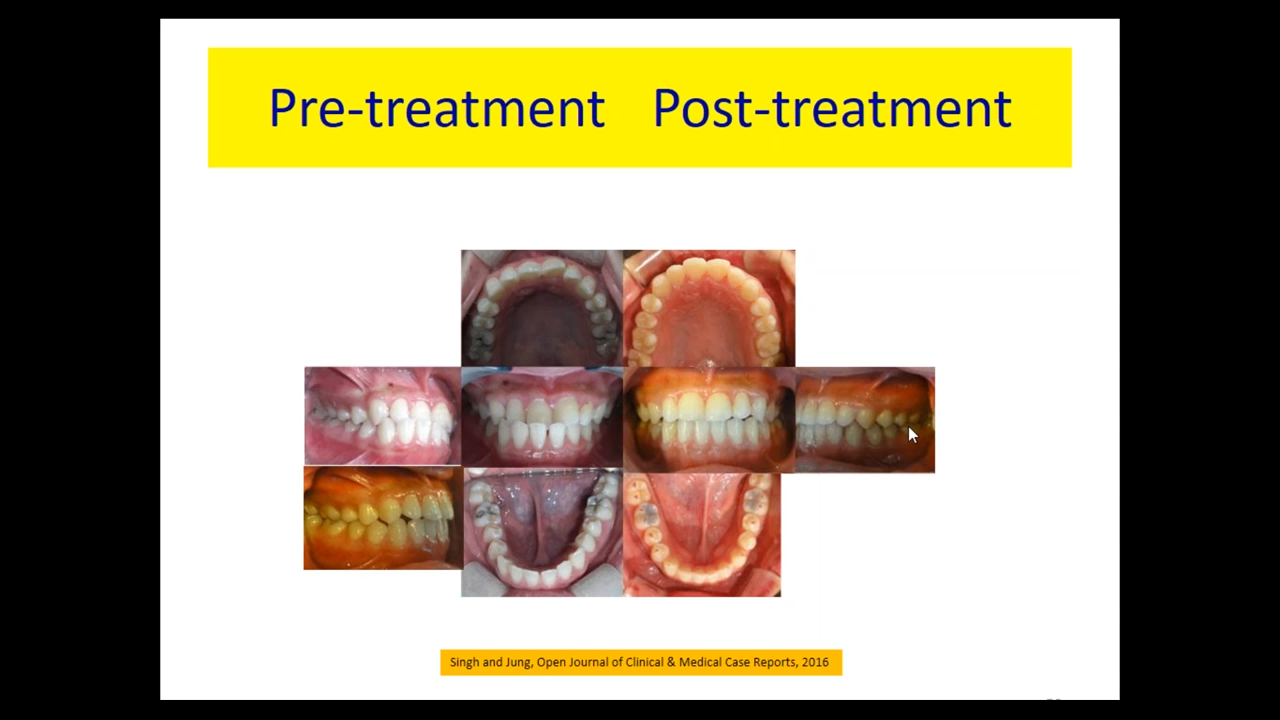 Pre-treatment Post-treatment
Singh and Jung, Open Journal of Clinical & Medical Case Reports, 2016